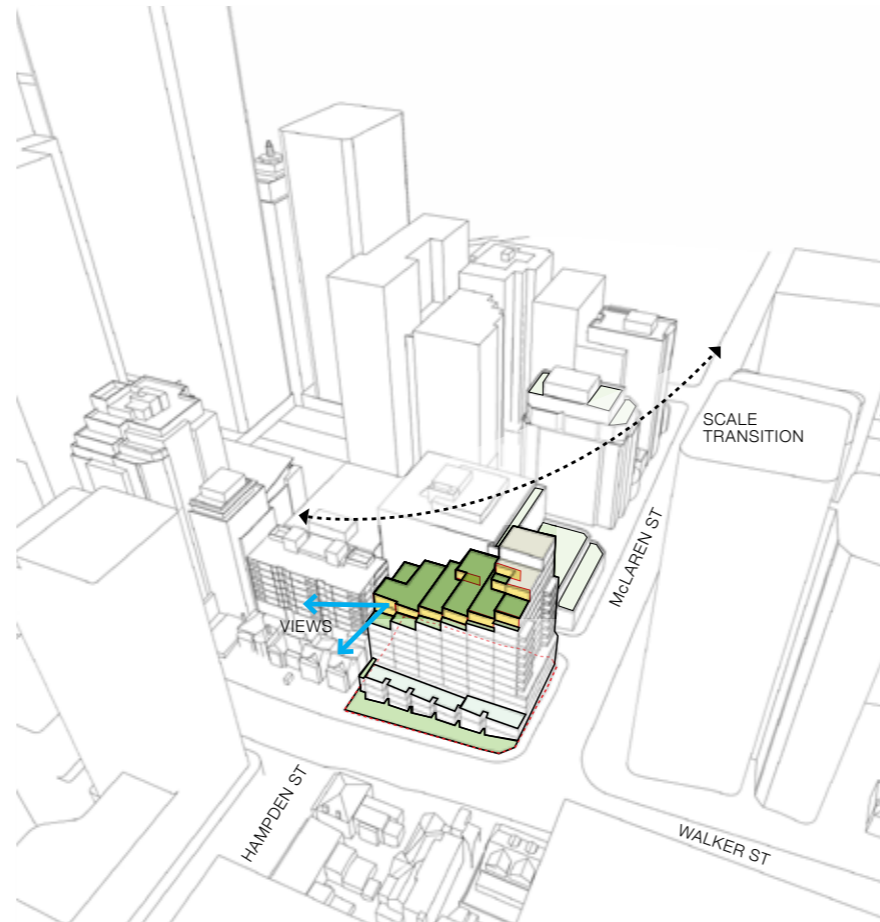 SCALE
TRANSITION
McLAREN ST
VIEWS
HAMPDEN ST
WALKER ST